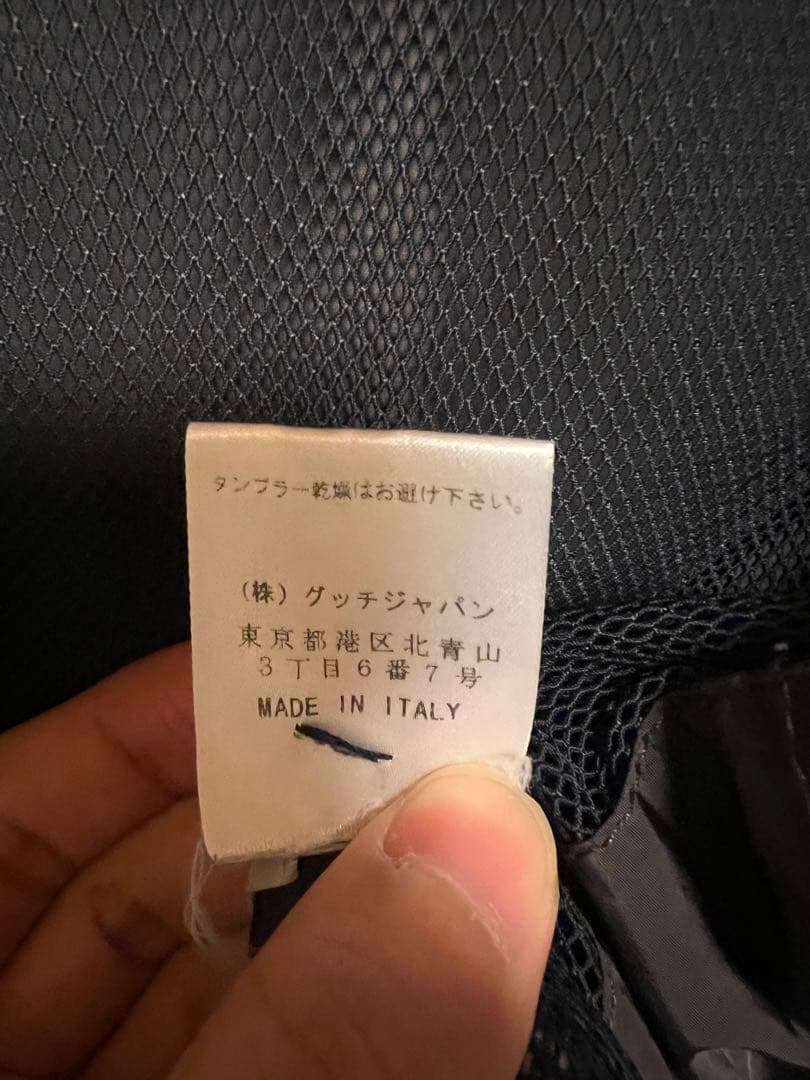 タンブラー乾燥はお避け下さい。
(株)グッチジャパン
東京都港区北青山
3丁目6番7号
MADE IN ITALY